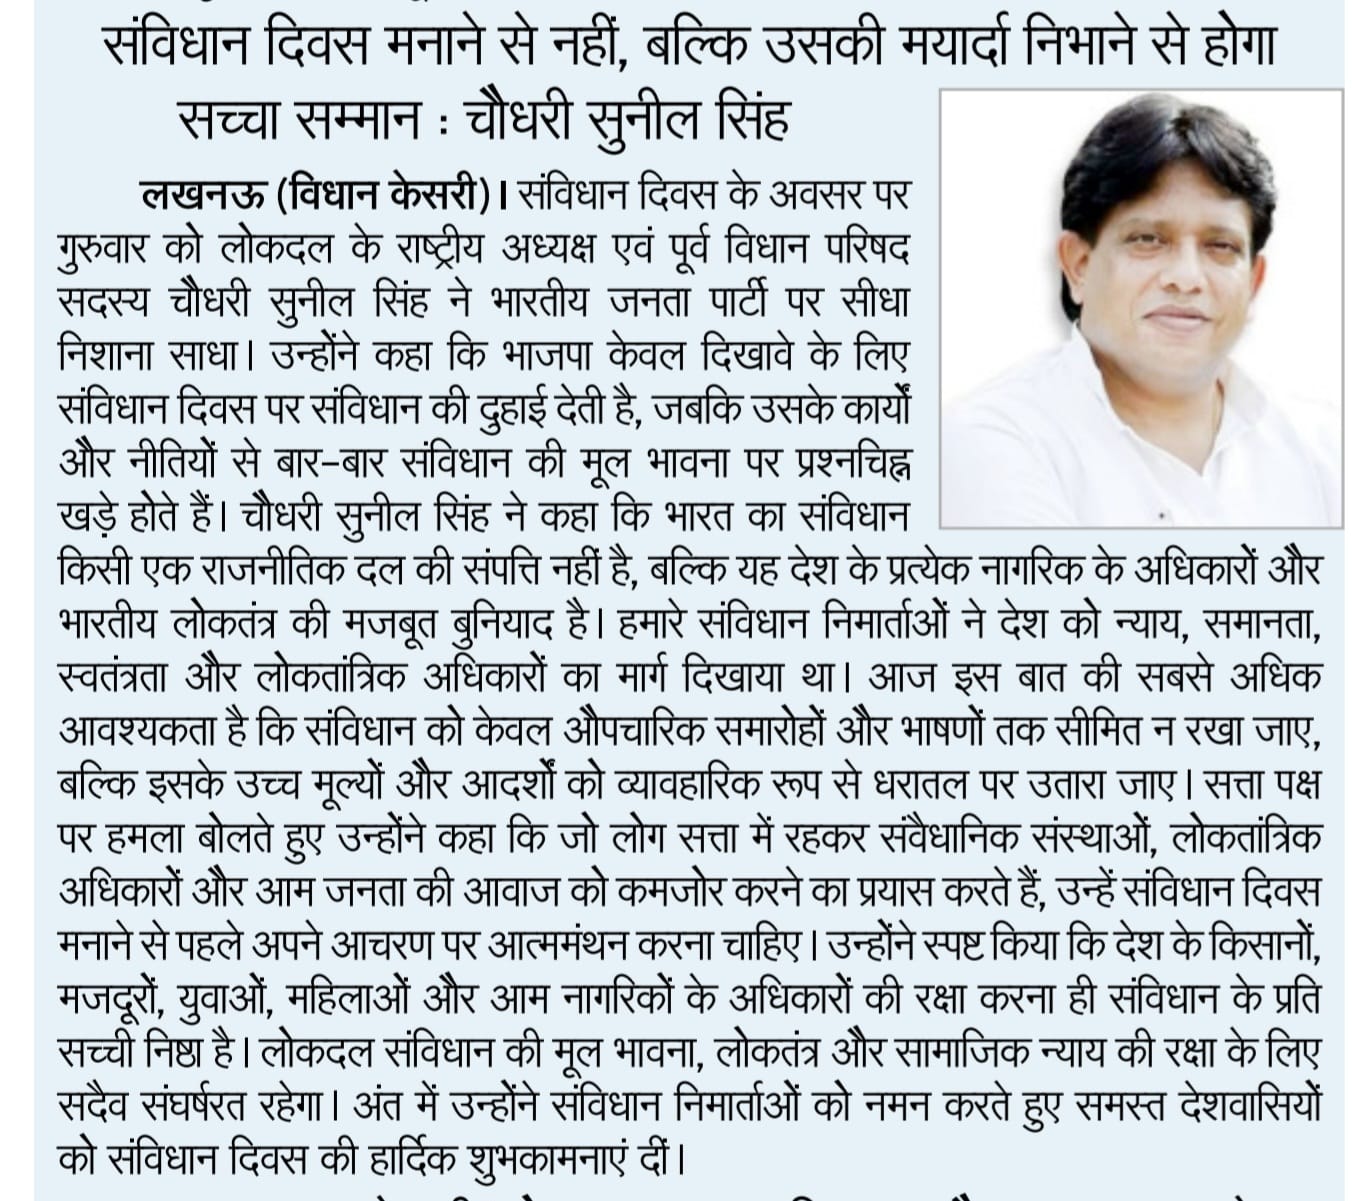 संविधान दिवस मनाने से नहीं, बल्कि उसकी मयार्दा निभाने से होगा
सच्चा सम्मान : चौधरी सुनील सिंह
लखनऊ (विधान केसरी)। संविधान दिवस के अवसर पर
गुरुवार को लोकदल के राष्ट्रीय अध्यक्ष एवं पूर्व विधान परिषद
सदस्य चौधरी सुनील सिंह ने भारतीय जनता पार्टी पर सीधा
निशाना साधा। उन्होंने कहा कि भाजपा केवल दिखावे के लिए
संविधान दिवस पर संविधान की दुहाई देती है, जबकि उसके कार्यों
और नीतियों से बार-बार संविधान की मूल भावना पर प्रश्नचिह्न
खड़े होते हैं। चौधरी सुनील सिंह ने कहा कि भारत का संविधान
किसी एक राजनीतिक दल की संपत्ति नहीं है, बल्कि यह देश के प्रत्येक नागरिक के अधिकारों और
भारतीय लोकतंत्र की मजबूत बुनियाद है। हमारे संविधान निमार्ताओं ने देश को न्याय, समानता,
स्वतंत्रता और लोकतांत्रिक अधिकारों का मार्ग दिखाया था। आज इस बात की सबसे अधिक
आवश्यकता है कि संविधान को केवल औपचारिक समारोहों और भाषणों तक सीमित न रखा जाए,
बल्कि इसके उच्च मूल्यों और आदर्शों को व्यावहारिक रूप से धरातल पर उतारा जाए। सत्ता पक्ष
पर हमला बोलते हुए उन्होंने कहा कि जो लोग सत्ता में रहकर संवैधानिक संस्थाओं, लोकतांत्रिक
अधिकारों और आम जनता की आवाज को कमजोर करने का प्रयास करते हैं, उन्हें संविधान दिवस
मनाने से पहले अपने आचरण पर आत्ममंथन करना चाहिए। उन्होंने स्पष्ट किया कि देश के किसानों,
मजदूरों, युवाओं, महिलाओं और आम नागरिकों के अधिकारों की रक्षा करना ही संविधान के प्रति
सच्ची निष्ठा है। लोकदल संविधान की मूल भावना, लोकतंत्र और सामाजिक न्याय की रक्षा के लिए
सदैव संघर्षरत रहेगा। अंत में उन्होंने संविधान निमार्ताओं को नमन करते हुए समस्त देशवासियों
को संविधान दिवस की हार्दिक शुभकामनाएं दीं।